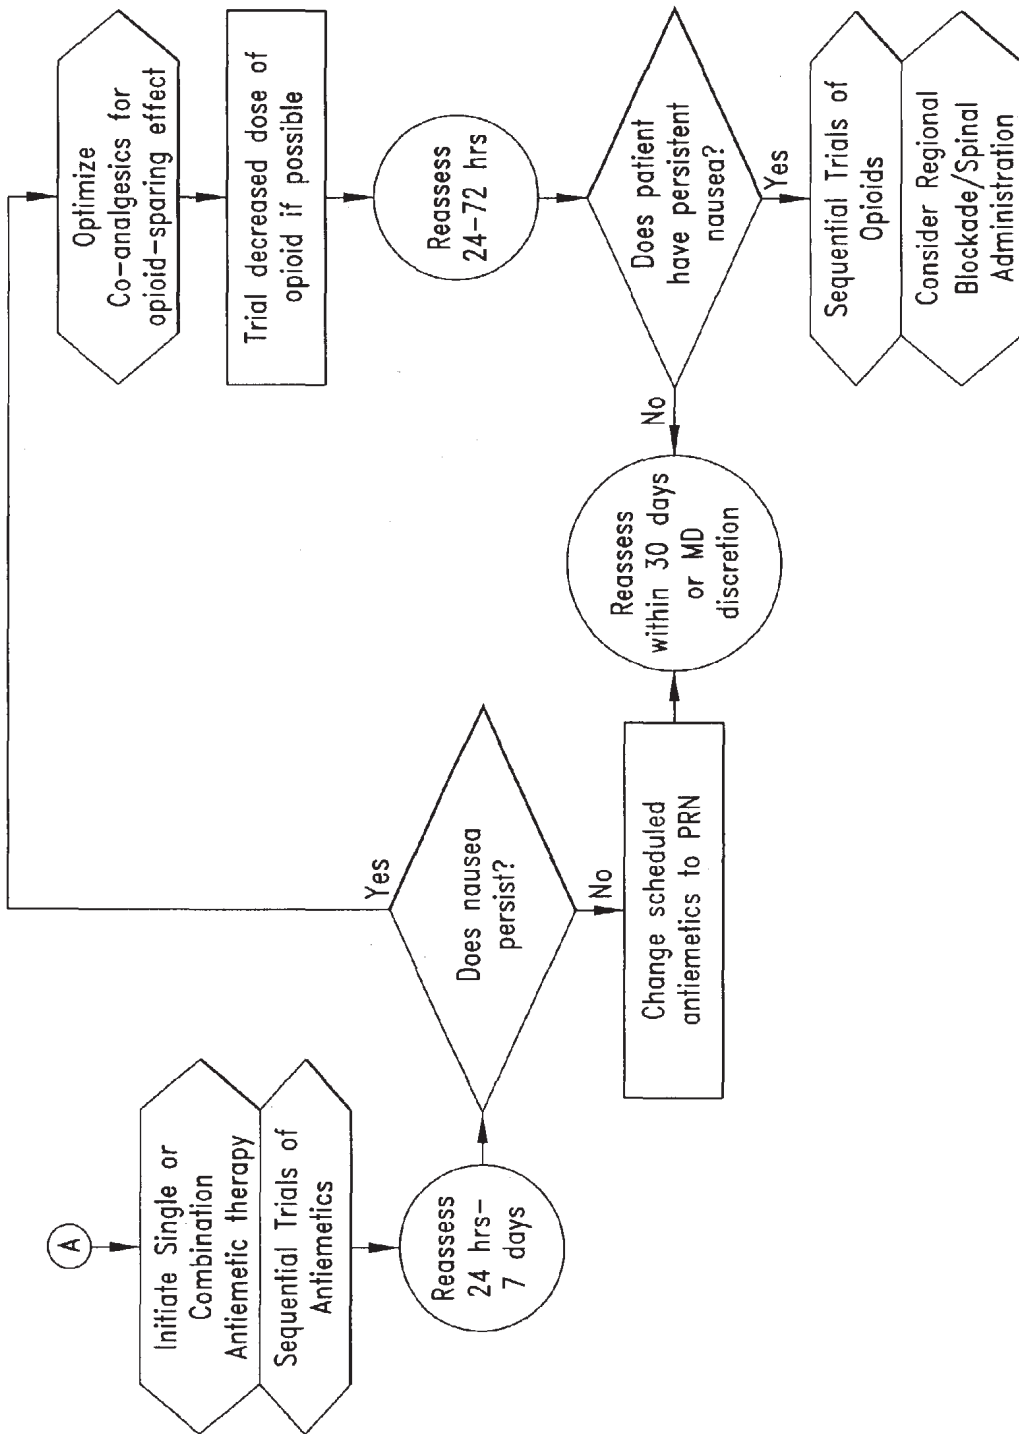 A
Initiate Single or
Combination
Antiemetic therapy
Sequential Trials of
Antiemetics
Reassess
24 hrs–
7 days
Does nausea
persist?
Yes
No
Change scheduled
antiemetics to PRN
Optimize
Co–analgesics for
opioid–sparing effect
Trial decreased dose of
opioid if possible
Reassess
24–72 hrs
Does patient
have persistent
nausea?
No
Yes
Reassess
within 30 days
or MD
discretion
Sequential Trials of
Opioids
Consider Regional
Blockade/Spinal
Administration